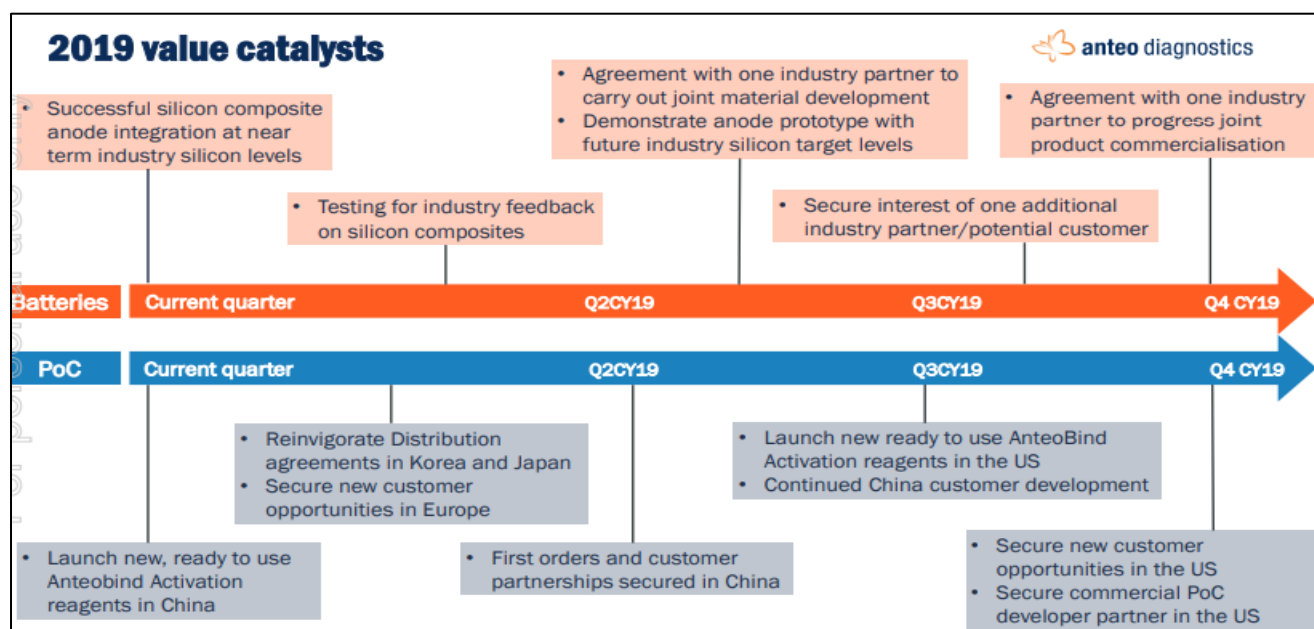 2019 value catalysts
anteo diagnostics
• Successful silicon composite
anode integration at near
term industry silicon levels
• Testing for industry feedback
on silicon composites
• Agreement with one industry partner to
carry out joint material development
• Demonstrate anode prototype with
future industry silicon target levels
• Secure interest of one additional
industry partner/potential customer
• Agreement with one industry
partner to progress joint
product commercialisation
Batteries Current quarter Q2CY19 Q3CY19 Q4 CY19
PoC Current quarter Q2CY19 Q3CY19 Q4 CY19
• Launch new, ready to use
Anteobind Activation
reagents in China
• Reinvigorate Distribution
agreements in Korea and Japan
• Secure new customer
opportunities in Europe
• First orders and customer
partnerships secured in China
• Launch new ready to use AnteoBind
Activation reagents in the US
• Continued China customer development
• Secure new customer
opportunities in the US
• Secure commercial PoC
developer partner in the US